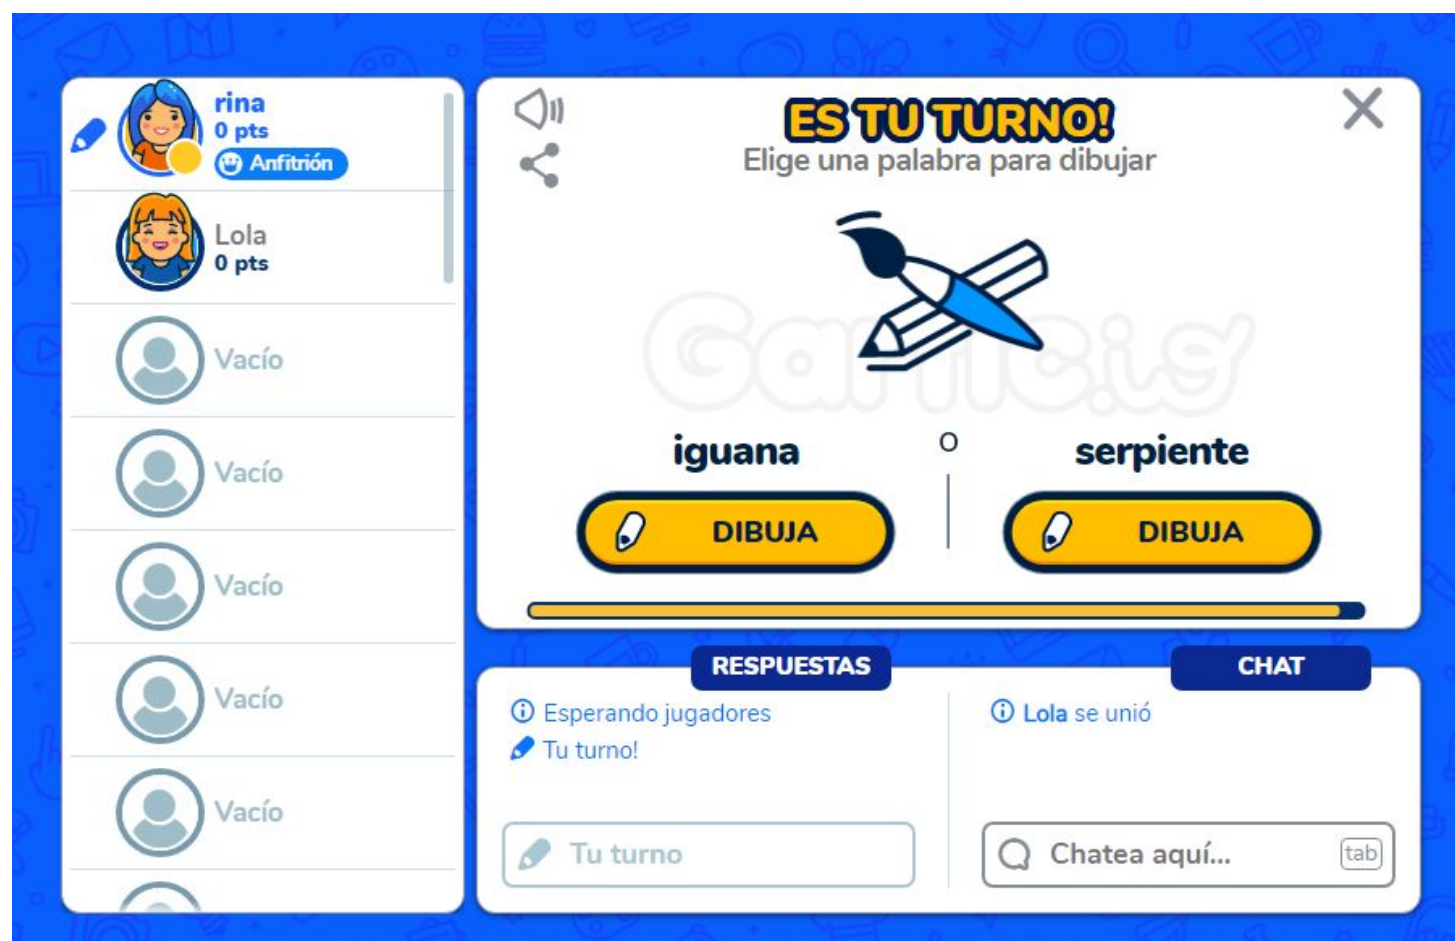 rina
0 pts
Anfitrión
Lola
0 pts
Vacío
Vacío
Vacío
Vacío
Vacío
ES TU TURNO!
Elige una palabra para dibujar
Gartic.io
iguana
o
serpiente
DIBUJA
DIBUJA
RESPUESTAS
Esperando jugadores
Tu turno!
Tu turno
CHAT
Lola se unió
Chatea aquí...
tab